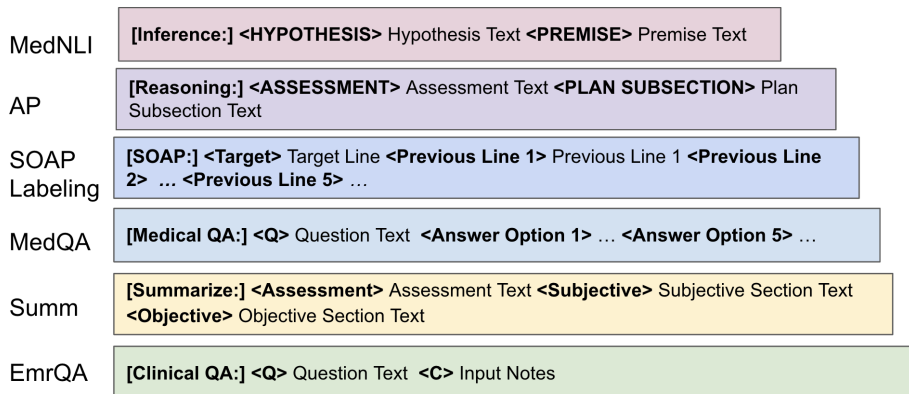 MedNLI
[Inference:] <HYPOTHESIS> Hypothesis Text <PREMISE> Premise Text
AP
[Reasoning:] <ASSESSMENT> Assessment Text <PLAN SUBSECTION> Plan
Subsection Text
SOAP
Labeling
[SOAP:] <Target> Target Line <Previous Line 1> Previous Line 1 <Previous Line
2> … <Previous Line 5> …
MedQA
[Medical QA:] <Q> Question Text <Answer Option 1> … <Answer Option 5> …
Summ
[Summarize:] <Assessment> Assessment Text <Subjective> Subjective Section Text
<Objective> Objective Section Text
EmrQA
[Clinical QA:] <Q> Question Text <C> Input Notes